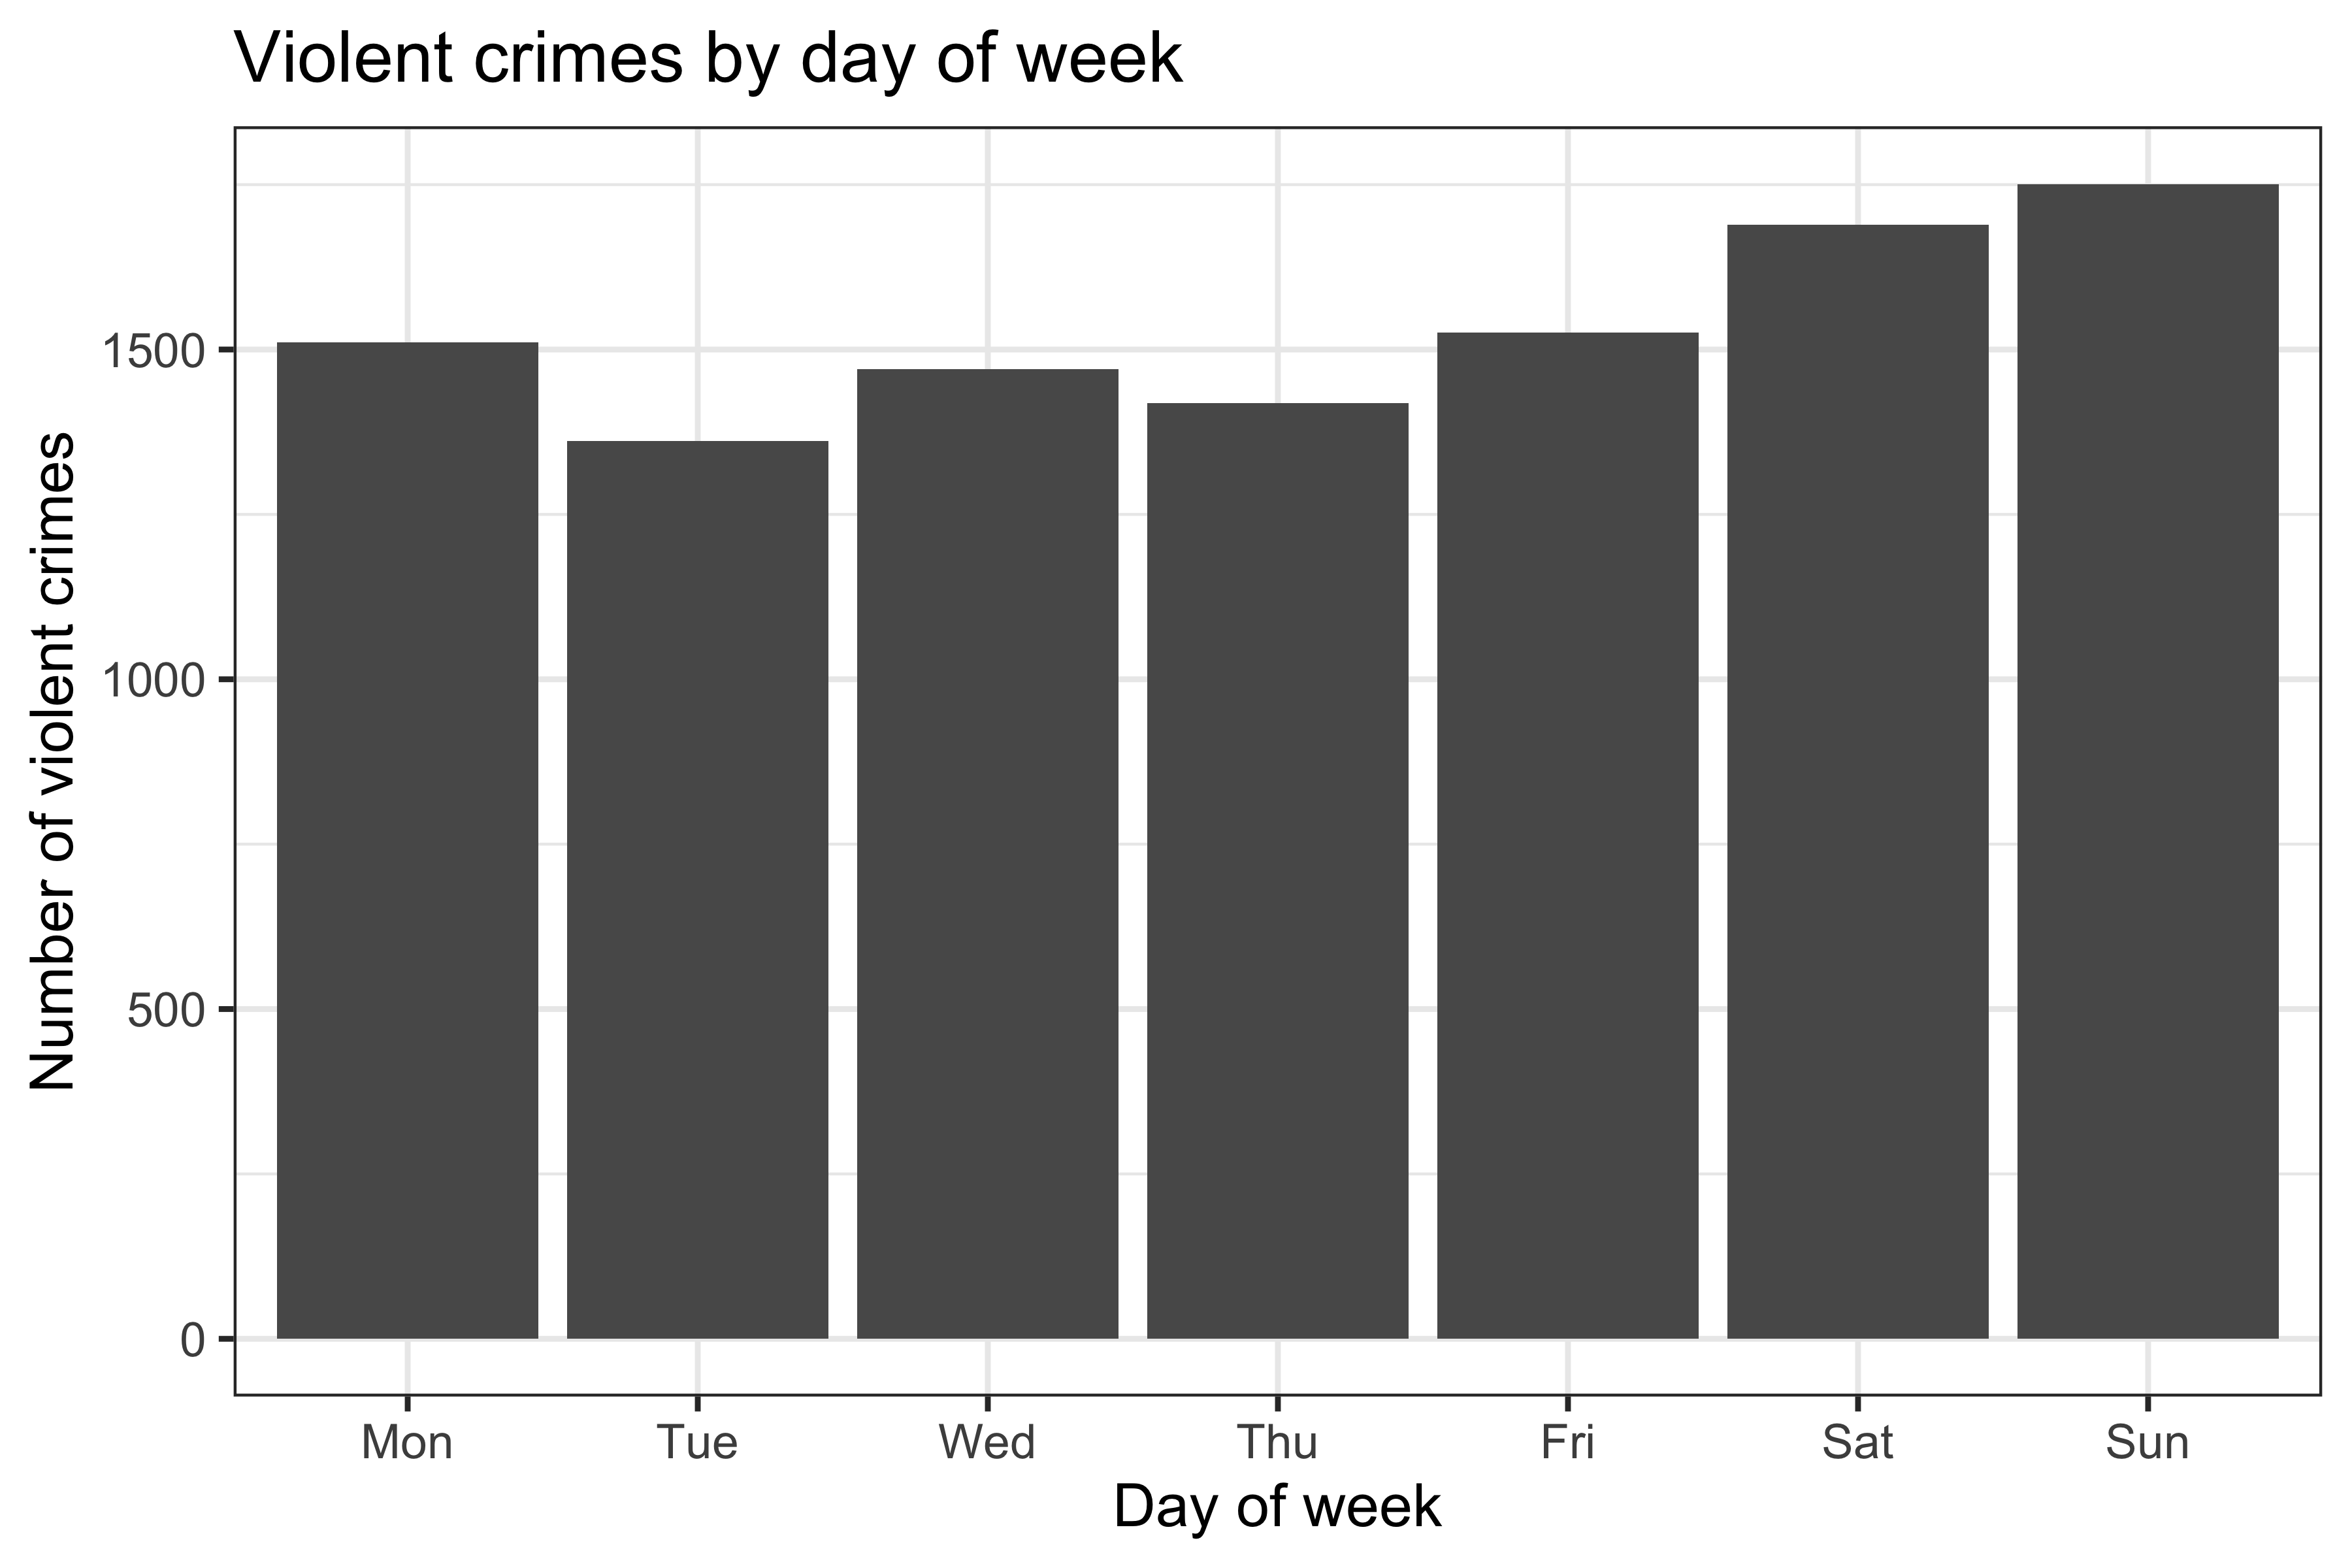 Violent crimes by day of week
Number of violent crimes
1500
1000
500
0
Mon Tue Wed Thu Fri Sat Sun
Day of week